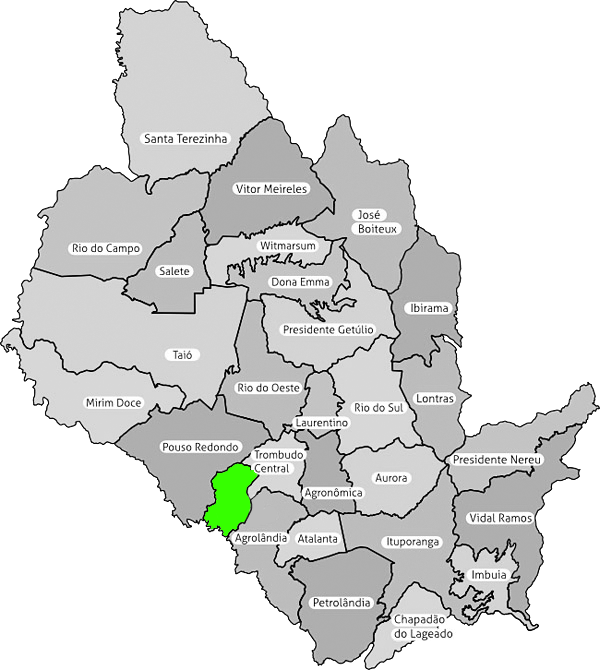 Santa Terezinha
Vitor Meireles
José
Boiteux
Rio do Campo
Witmarsum
Salete
Dona Emma
Ibirama
Presidente Getúlio
Taió
Rio do Oeste
Lontras
Mirim Doce
Rio do Sul
Laurentino
Pouso Redondo
Trombudo
Central
Presidente Nereu
Aurora
Agronômica
Vidal Ramos
Agrolândia
Atalanta
Ituporanga
Imbuia
Petrolândia
Chapadão
do Lageado